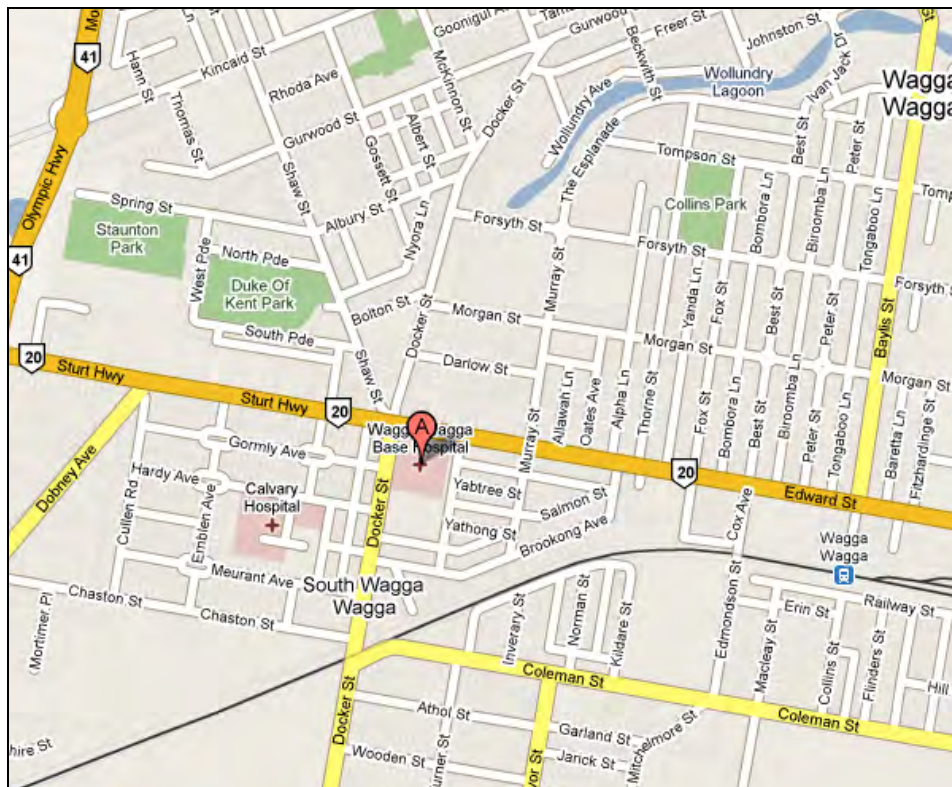 Goonigul Av
Gurwood St
Freer St
Johnston St
41
Kincaid St
Hann St
Rhoda Ave
McKinnon St
Docker St
Beckwith St
Wollundry
Lagoon
Ivan Jack Dr
Wagga
Wagga
Thomas St
Gurwood St
Albert St
Gossett St
Shaw St
Wollundry Ave
The Esplanade
Tompson St
Best St
Peter St
Olympic Hwy
Spring St
Staunton
Park
Albury St
Nyora Ln
Forsyth St
Collins Park
Bombora Ln
Biroomba Ln
Tongaboo Ln
Tomps
41
West Pde
North Pde
Duke Of
Kent Park
South Pde
Bolton St
Docker St
Murray St
Forsyth St
Yanda Ln
Fox St
Best St
Peter St
Forsyth S
Morgan St
Morgan St
Baylis St
Morgan St
20
Sturt Hwy
Shaw St
Darlow St
Sturt Hwy
20
Allawah Ln
Oates Ave
Alpha Ln
Thorne St
Fox St
Bombora Ln
Best St
Biroomba Ln
Peter St
Tongaboo Ln
Baretta Ln
Fitzhardinge St
A
Wagga Wagga
Base Hospital
Murray St
Gormly Ave
Dobney Ave
Hardy Ave
Cullen Rd
Emblen Ave
Calvary
Hospital
Docker St
Yabtree St
Salmon St
Yathong St
Brookong Ave
20
Edward St
Cox Ave
Wagga
Wagga
Meurant Ave
South Wagga
Wagga
Chaston St
Chaston St
(Mortimer Pl
Inverary St
Norman St
Kildare St
Edmondson St
Macleay St
Erin St
Collins St
Flinders St
Railway St
Hill
Coleman St
Coleman St
Docker St
Athol St
Garland St
Mitchelmore St
Wooden St
Turner St
Janck St
vor St
hire St